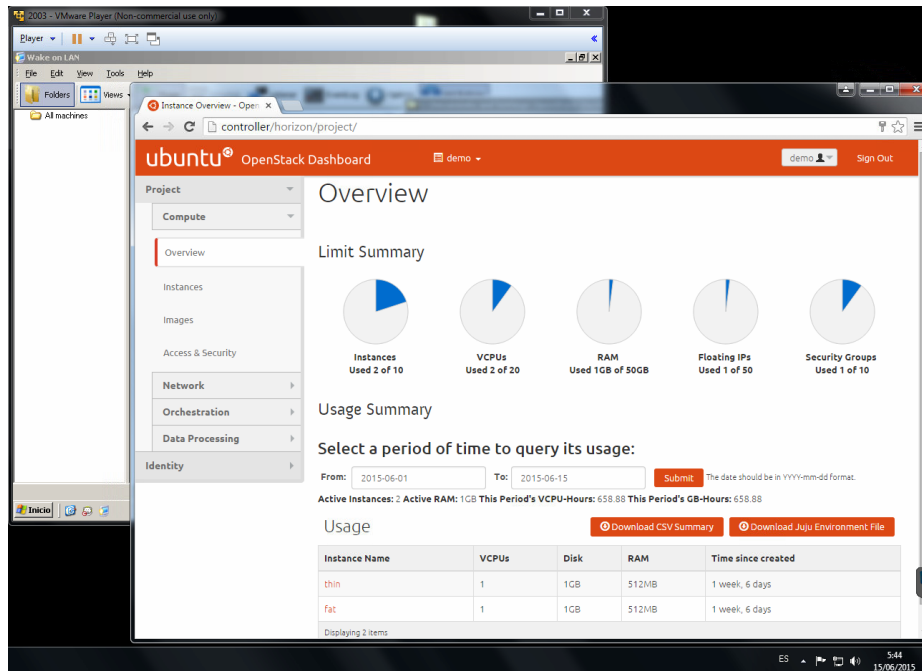 2003 - VMware Player (Non-commercial use only)
Player
Wake on LAN
File Edit View Tools Help
Folders Views
All machines
Inicio
Instance Overview - Open
controller/horizon/project/
ubuntu® OpenStack Dashboard demo demo Sign Out
Project
Compute
Overview
Instances
Images
Access & Security
Network
Orchestration
Data Processing
Identity
Overview
Limit Summary
Instances
Used 2 of 10
VCPUs
Used 2 of 20
RAM
Used 1GB of 50GB
Floating IPs
Used 1 of 50
Security Groups
Used 1 of 10
Usage Summary
Select a period of time to query its usage:
From: 2015-06-01 To: 2015-06-15 Submit The date should be in YYYY-mm-dd format.
Active Instances: 2 Active RAM: 1GB This Period's VCPU-Hours: 658.88 This Period's GB-Hours: 658.88
Usage Download CSV Summary Download Juju Environment File
Instance Name VCPUs Disk RAM Time since created
thin 1 1GB 512MB 1 week, 6 days
fat 1 1GB 512MB 1 week, 6 days
Displaying 2 items
ES 5:44
15/06/2015